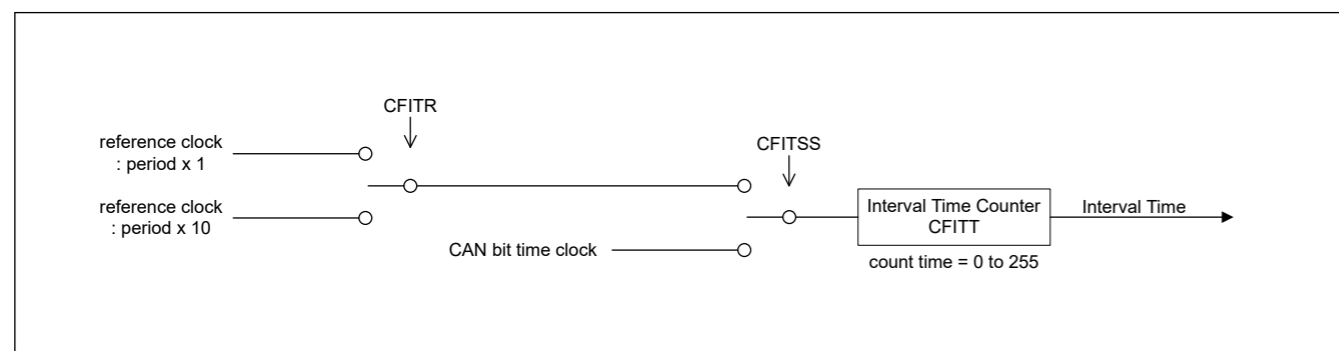 CFITR
reference clock
: period x 1
CFITSS
reference clock
: period x 10
Interval Time Counter
CFITT
Interval Time
CAN bit time clock
count time = 0 to 255